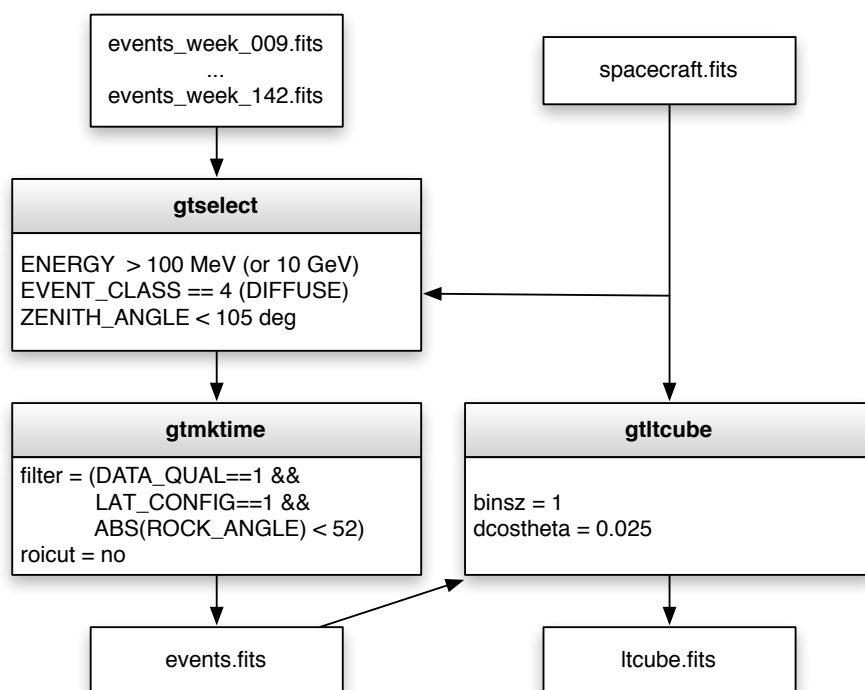 events_week_009.fits
...
events_week_142.fits
spacecraft.fits
gtselect
ENERGY > 100 MeV (or 10 GeV)
EVENT_CLASS == 4 (DIFFUSE)
ZENITH_ANGLE < 105 deg
gtmktime
filter = (DATA_QUAL==1 &&
LAT_CONFIG==1 &&
ABS(ROCK_ANGLE) < 52)
roicut = no
gtltcube
binsz = 1
dcostheta = 0.025
events.fits
ltcube.fits